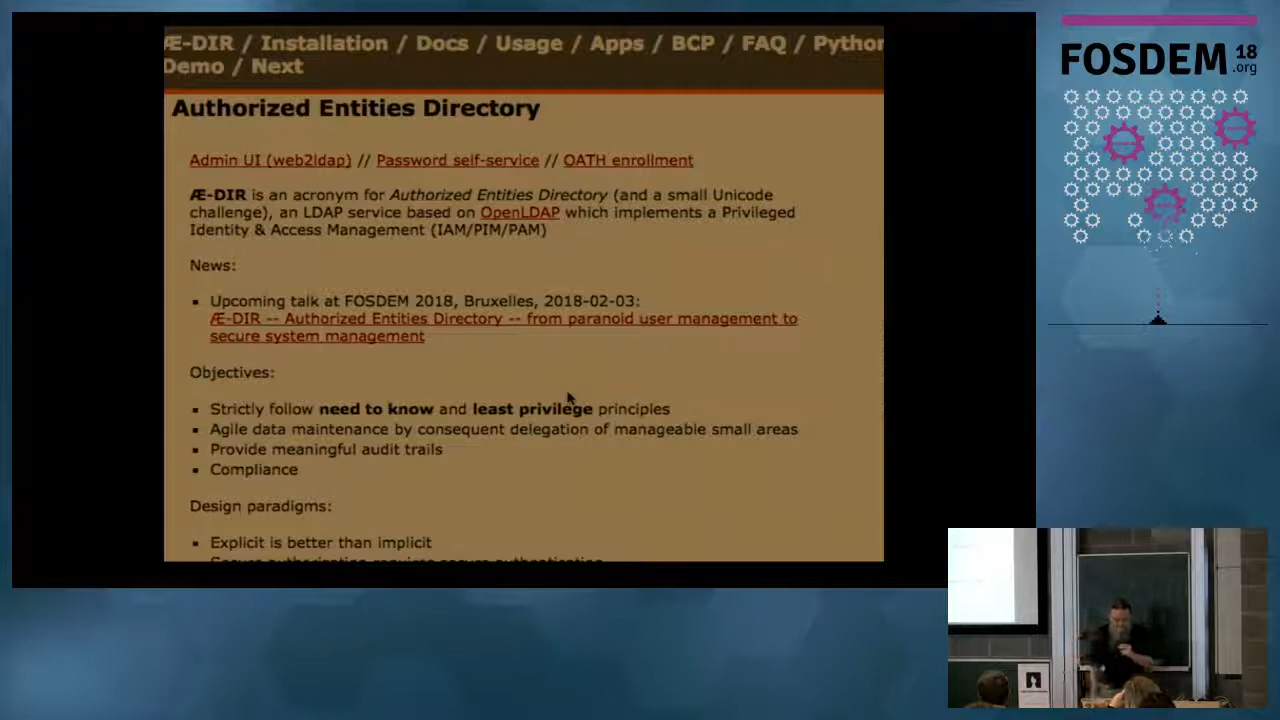 Æ-DIR / Installation / Docs / Usage / Apps / BCP / FAQ / Python
Demo / Next
Authorized Entities Directory
Admin UI (web2ldap) // Password self-service // OATH enrollment
Æ-DIR is an acronym for Authorized Entities Directory (and a small Unicode
challenge), an LDAP service based on OpenLDAP which implements a Privileged
Identity & Access Management (IAM/PIM/PAM)
News:
Upcoming talk at FOSDEM 2018, Bruxelles, 2018-02-03:
Æ-DIR -- Authorized Entities Directory -- from paranoid user management to
secure system management
Objectives:
Strictly follow need to know and least privilege principles
Agile data maintenance by consequent delegation of manageable small areas
Provide meaningful audit trails
Compliance
Design paradigms:
Explicit is better than implicit
Secure authorization requires secure authentication
FOSDEM 18
.org